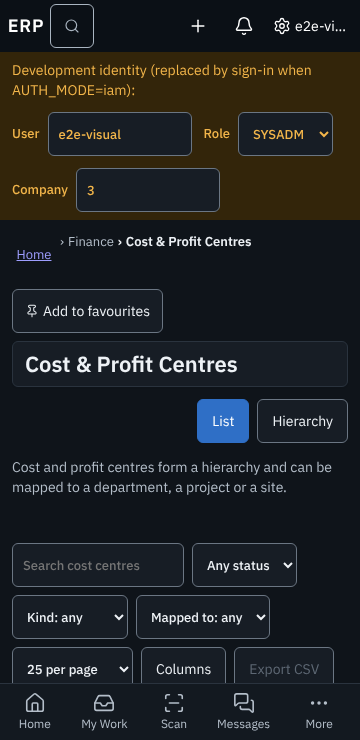 ERP e2e-vi...
Development identity (replaced by sign-in when
AUTH_MODE=iam):
User e2e-visual Role SYSADM
Company 3
Home › Finance › Cost & Profit Centres
Add to favourites
Cost & Profit Centres
List Hierarchy
Cost and profit centres form a hierarchy and can be
mapped to a department, a project or a site.
Search cost centres Any status
Kind: any Mapped to: any
25 per page Columns Export CSV
Home My Work Scan Messages More